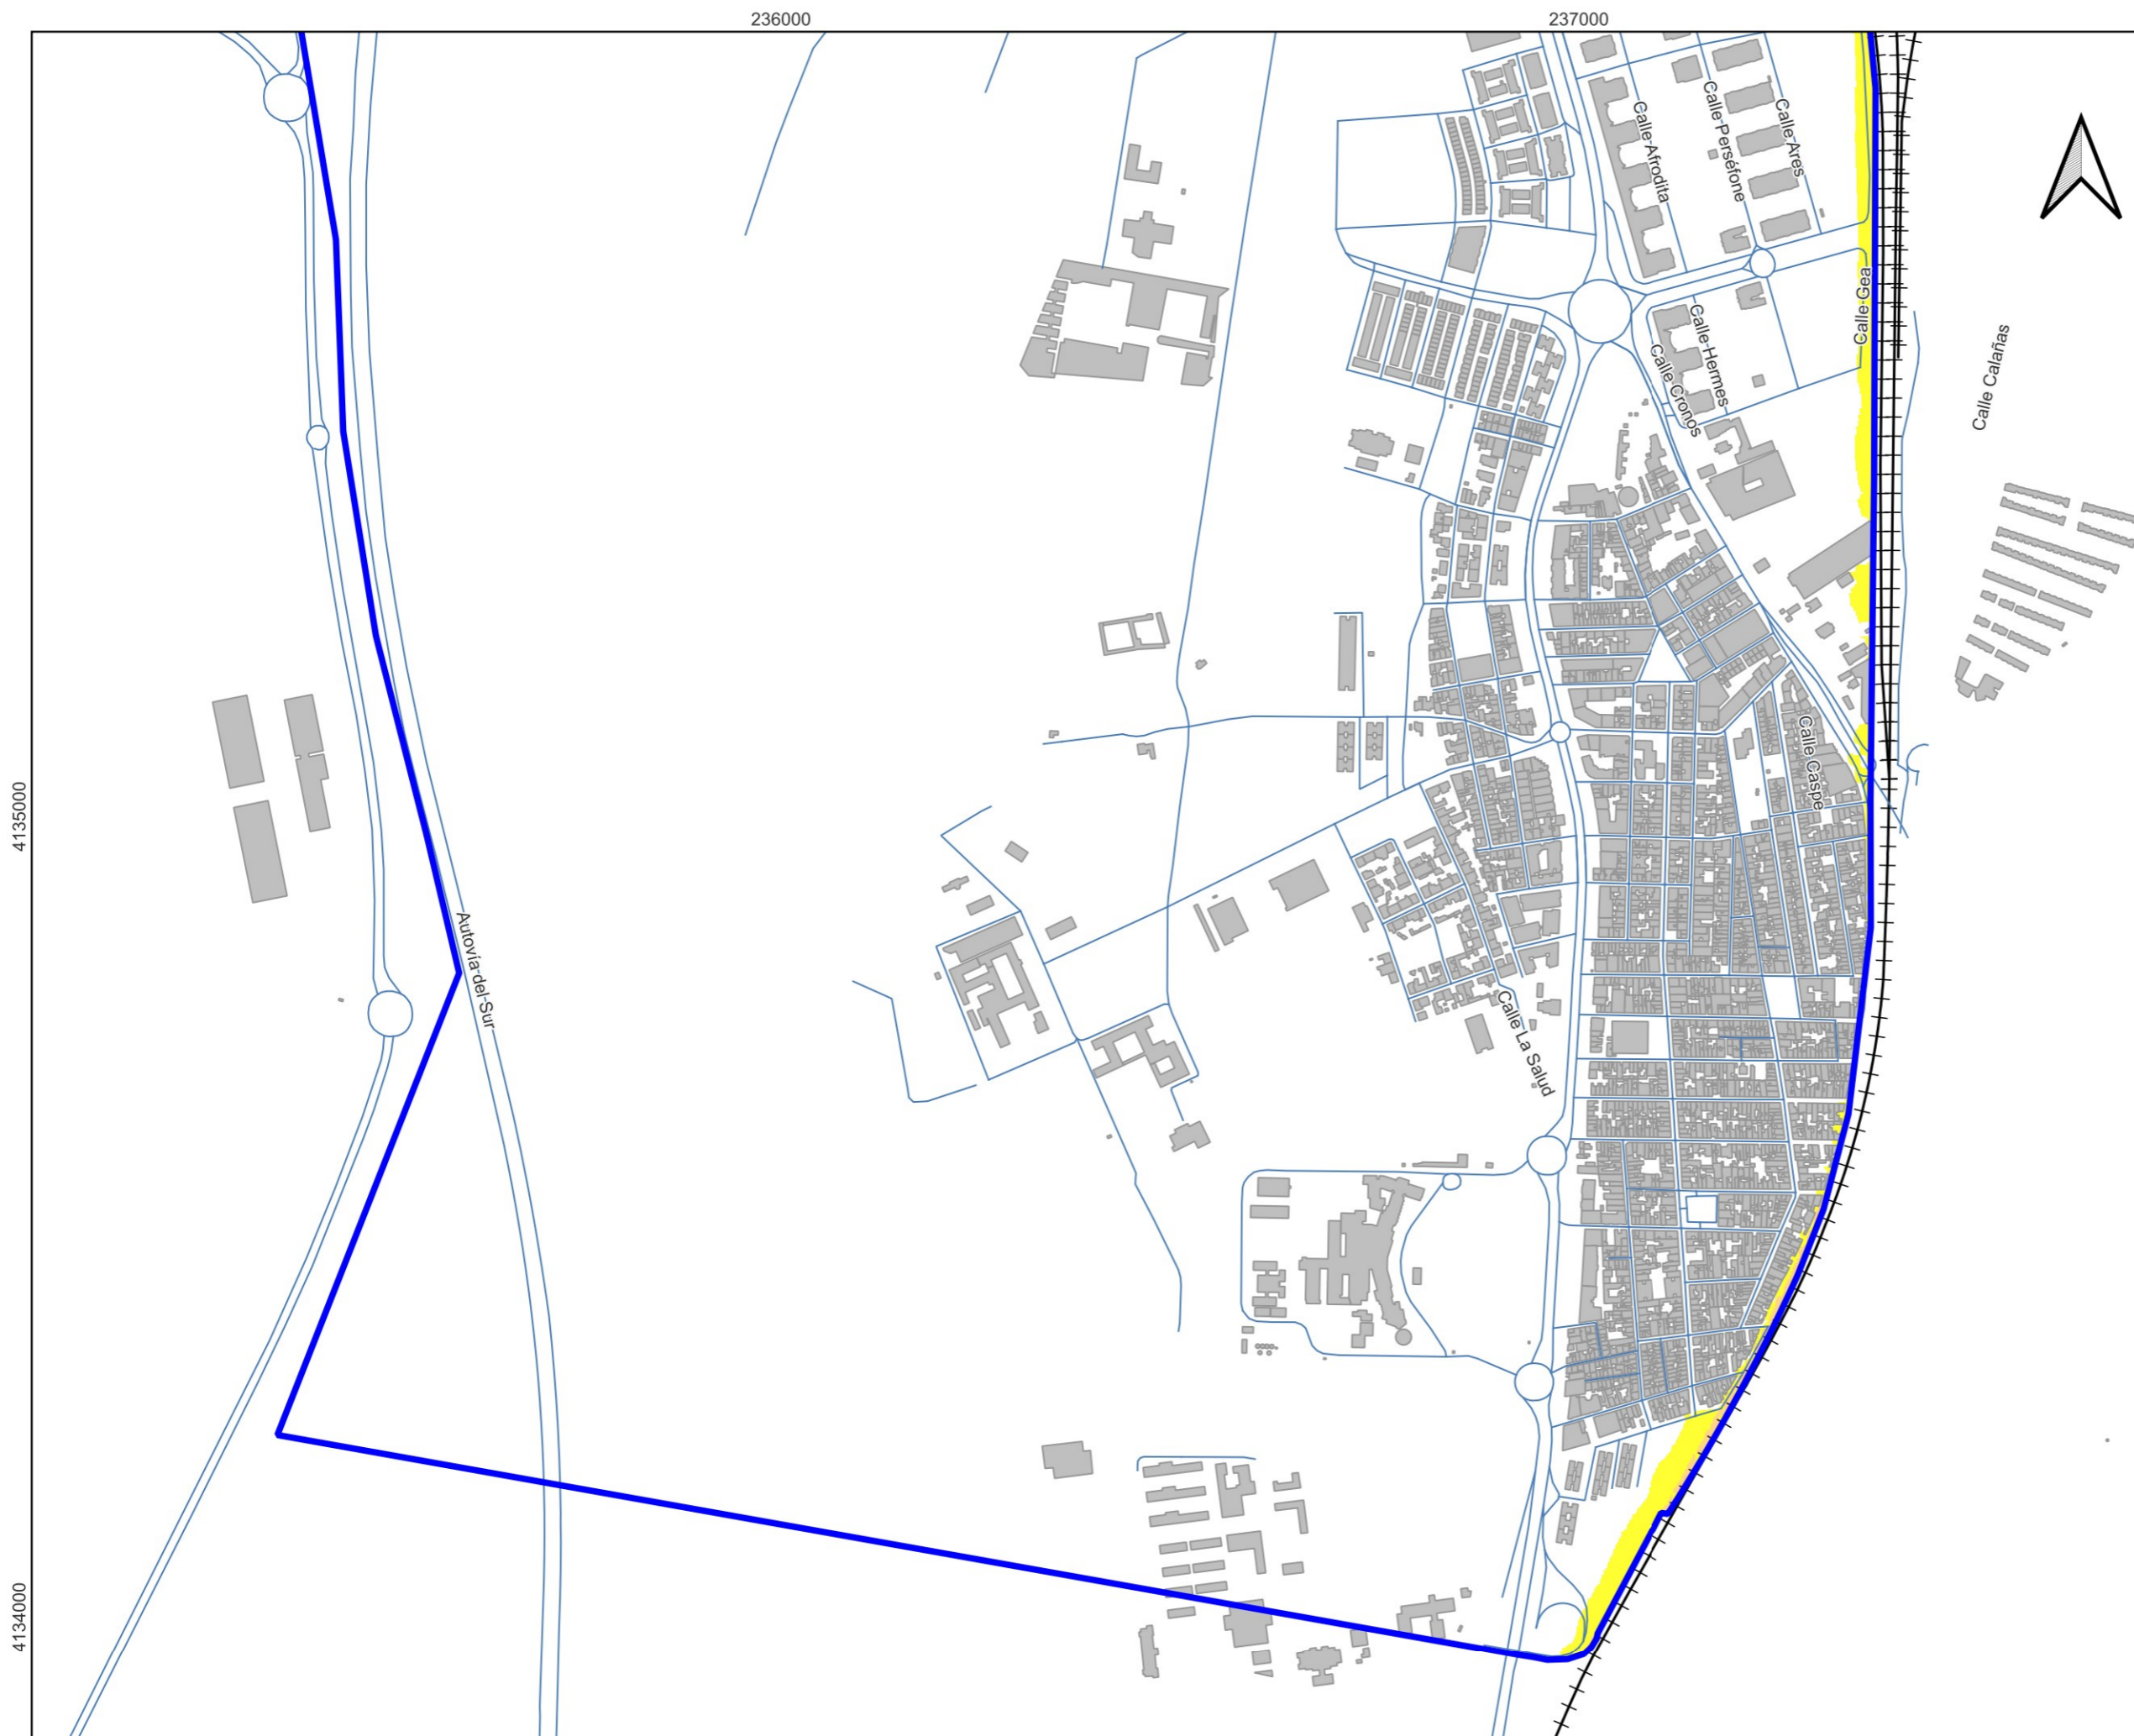 236000
237000
Calle Afrodita
Calle Perséfone
Calle Ares
Calle Gea
Calle Hermes
Calle Cronos
Calle Calañas
Calle Caspe
4135000
Autovía del Sur
Calle La Salud
4134000